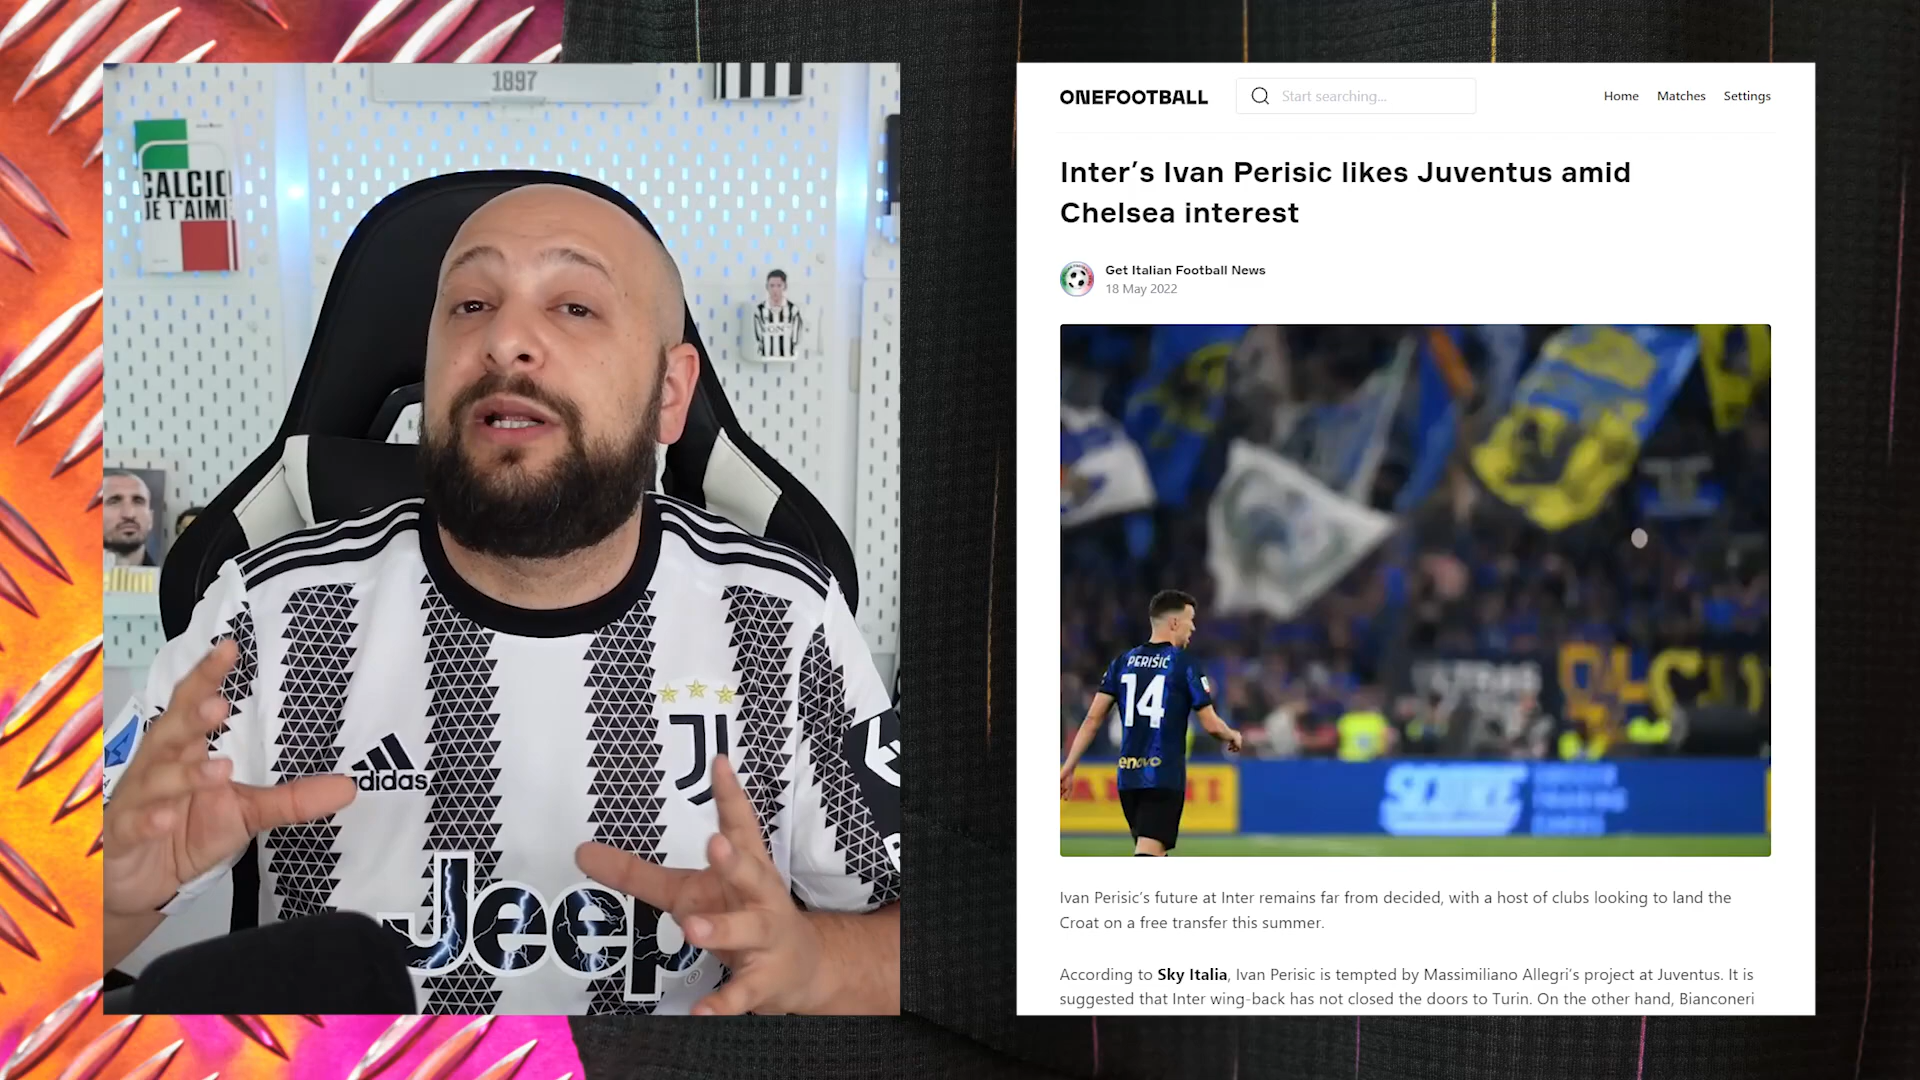 1897
CALCIO
JE T'AIME
adidas
Jeep
ONEFOOTBALL
Start searching...
Home
Matches
Settings
Inter’s Ivan Perisic likes Juventus amid
Chelsea interest
Get Italian Football News
18 May 2022
PERIŠIĆ
14
enovo
Ivan Perisic’s future at Inter remains far from decided, with a host of clubs looking to land the
Croat on a free transfer this summer.
According to Sky Italia, Ivan Perisic is tempted by Massimiliano Allegri’s project at Juventus. It is
suggested that Inter wing-back has not closed the doors to Turin. On the other hand, Bianconeri